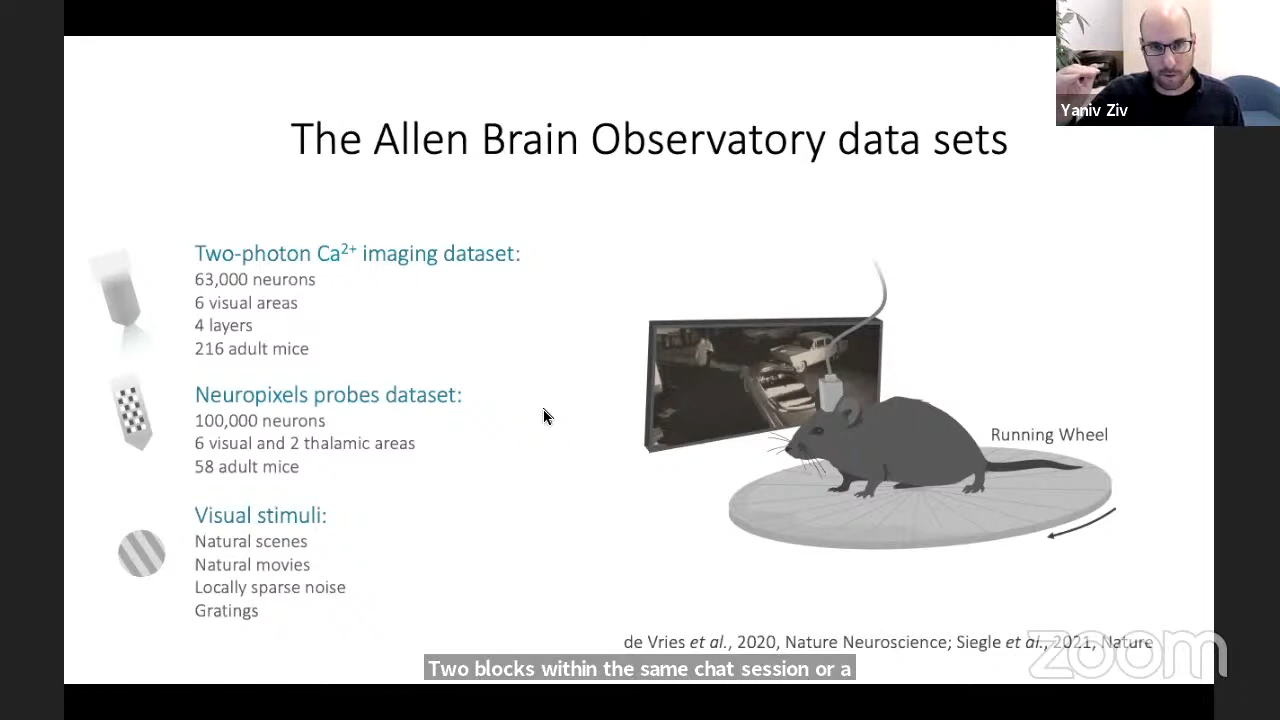 Yaniv Ziv
The Allen Brain Observatory data sets
Two-photon Ca²⁺ imaging dataset:
63,000 neurons
6 visual areas
4 layers
216 adult mice
Neuropixels probes dataset:
100,000 neurons
6 visual and 2 thalamic areas
58 adult mice
Visual stimuli:
Natural scenes
Natural movies
Locally sparse noise
Gratings
Running Wheel
de Vries et al., 2020, Nature Neuroscience; Siegle et al., 2021, Nature
zoom
Two blocks within the same chat session or a